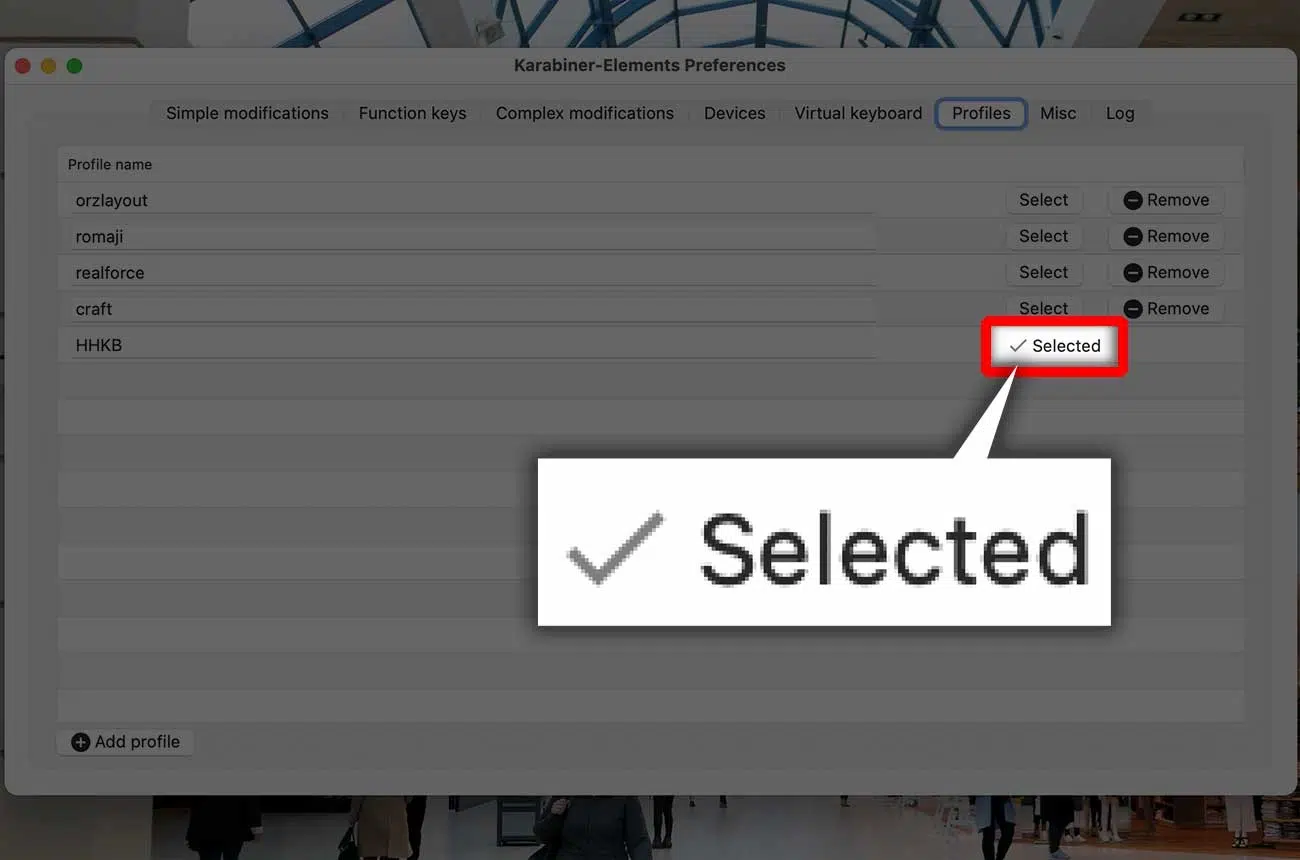 Karabiner-Elements Preferences
Simple modifications Function keys Complex modifications Devices Virtual keyboard Profiles Misc Log
Profile name
orzlayout Select Remove
romaji Select Remove
realforce Select Remove
craft Select Remove
HHKB Selected
Selected
Add profile